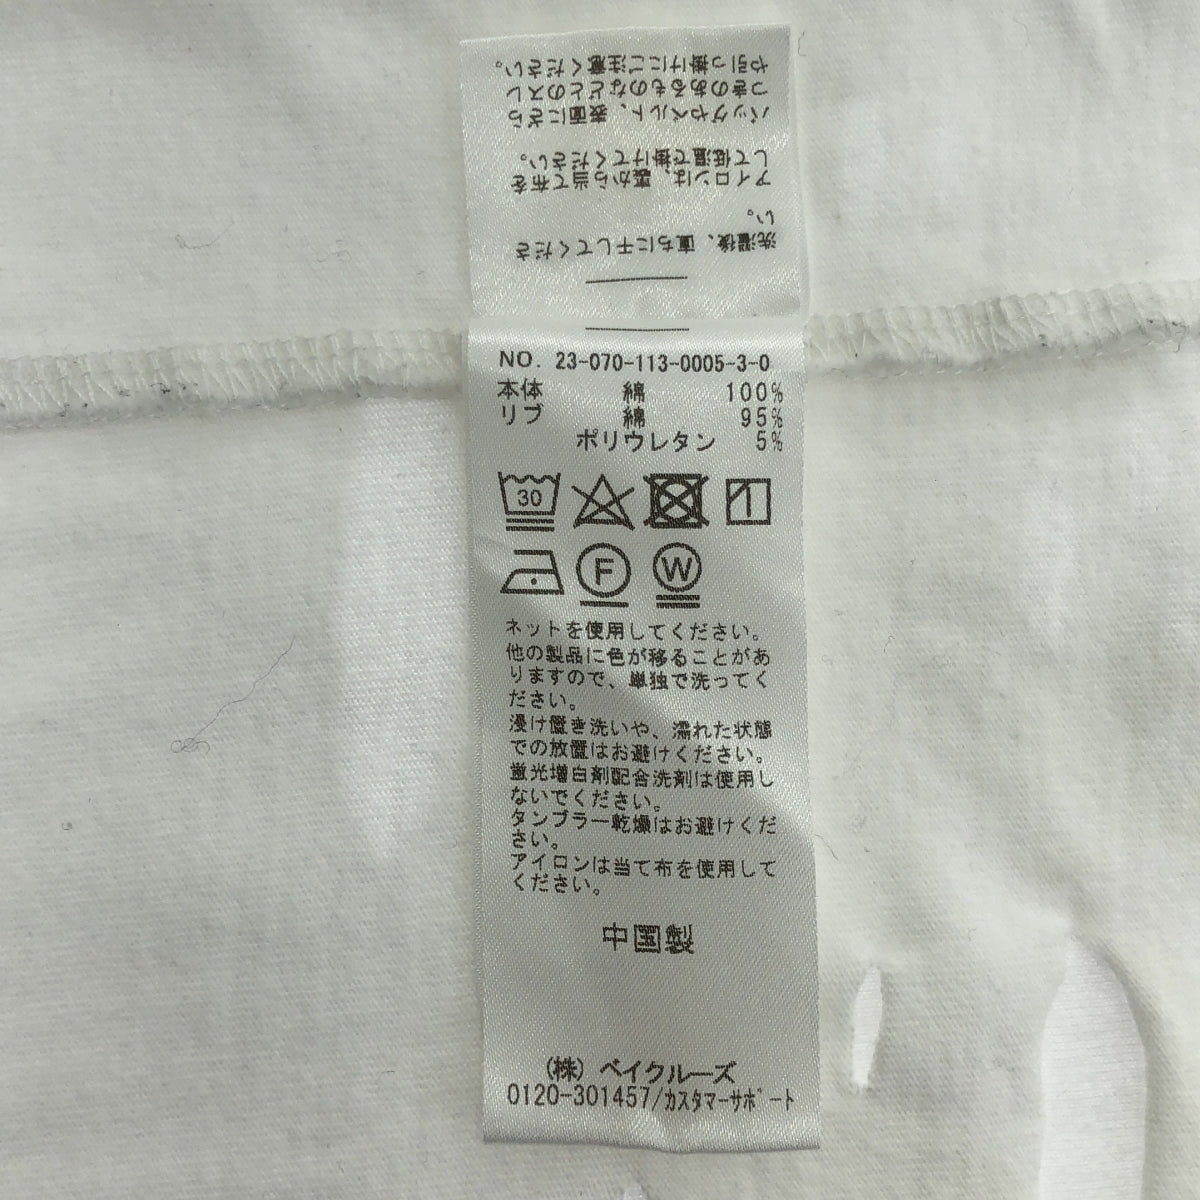 NO. 23-070-113-0005-3-0
本体 綿 100%
リブ 綿 95%
ポリウレタン 5%
30
F W
ネットを使用してください。
他の製品に色が移ることがあ
りますので、単独で洗ってく
ださい。
浸け置き洗いや、濡れた状態
での放置はお避けください。
蛍光増白剤配合洗剤は使用し
ないでください。
タンブラー乾燥はお避けくだ
さい。
アイロンは当て布を使用して
ください。
中国製
(株) ベイクルーズ
0120-301457/カスタマーサポート
洗濯後、直ちに干してくださ
い。
アイロンは、裏から当て布を
して低温で掛けてください。
バッグやベルト、表面にざら
つきのあるものなどとのスレ
や引っ掛けにご注意ください。